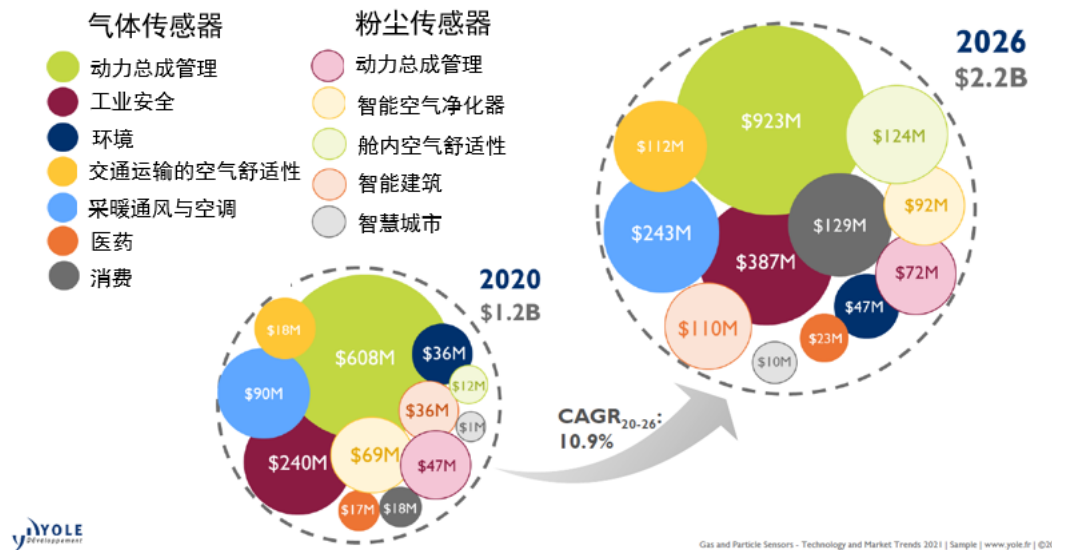 气体传感器
动力总成管理
工业安全
环境
交通运输的空气舒适性
采暖通风与空调
医药
消费
粉尘传感器
动力总成管理
智能空气净化器
舱内空气舒适性
智能建筑
智慧城市
2026
$2.2B
$923M
$124M
$112M
$92M
$129M
$243M
$387M
$72M
$47M
$110M
$23M
$10M
2020
$1.2B
$18M
$608M
$36M
$12M
$90M
$36M
$1M
$69M
$240M
$47M
$17M
$18M
CAGR20-26:
10.9%
YOLE
Développement
Gas and Particle Sensors - Technology and Market Trends 2021 | Sample | www.yole.fr | ©20